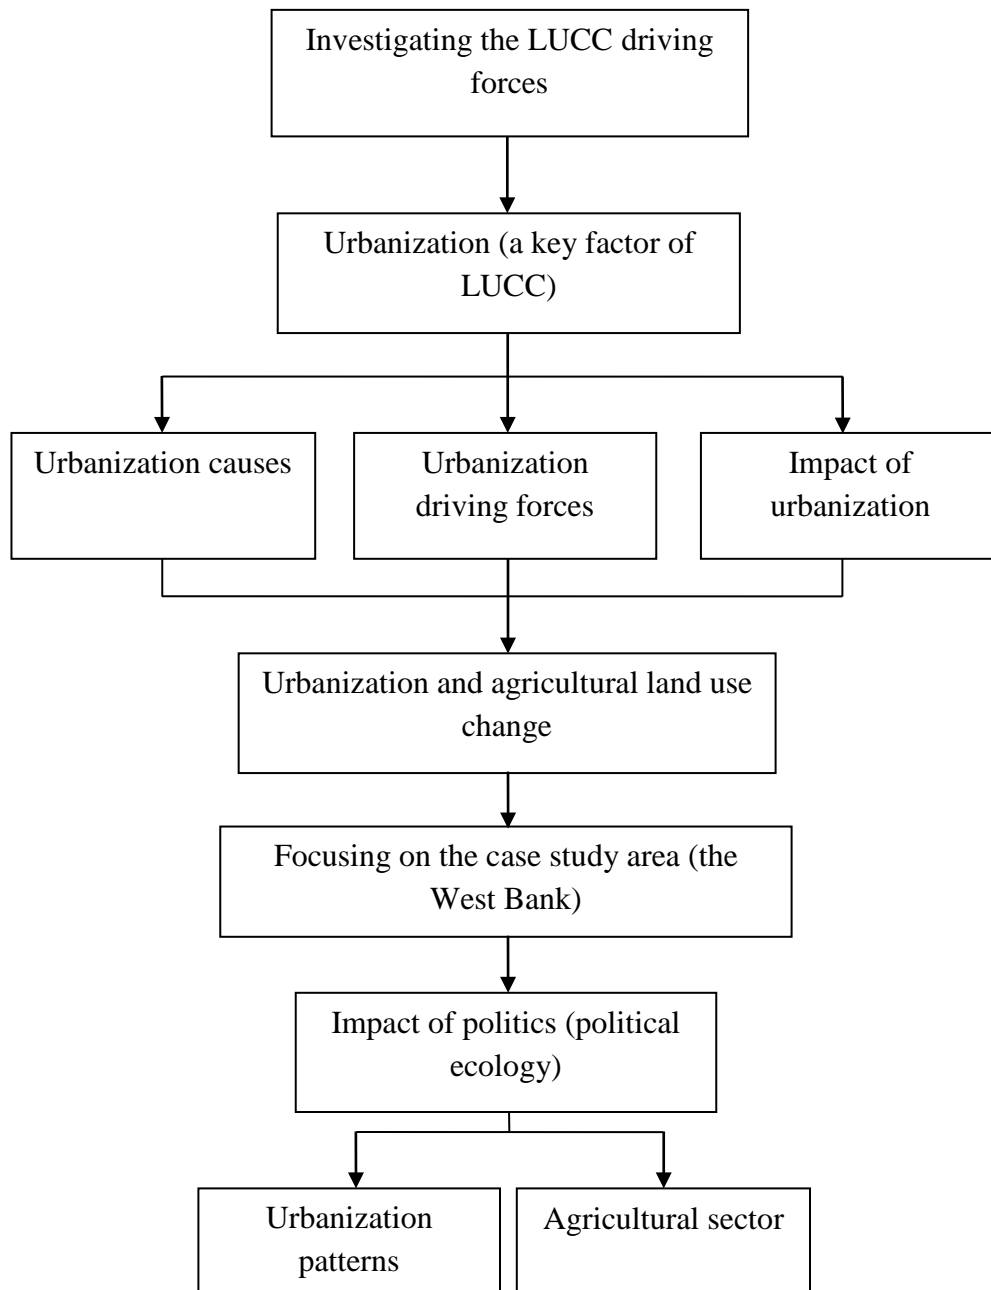 Investigating the LUCC driving
forces
Urbanization (a key factor of
LUCC)
Urbanization causes
Urbanization
driving forces
Impact of
urbanization
Urbanization and agricultural land use
change
Focusing on the case study area (the
West Bank)
Impact of politics (political
ecology)
Urbanization
patterns
Agricultural sector